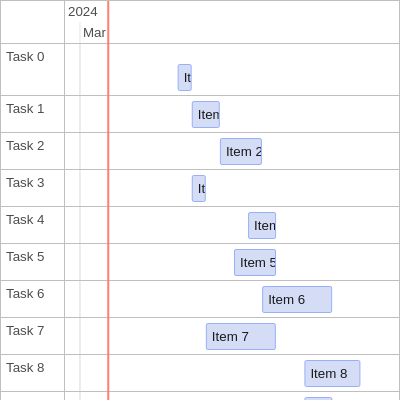 2024
Mar
Task 0
It
Task 1
Item
Task 2
Item 2
Task 3
It
Task 4
Item
Task 5
Item 5
Task 6
Item 6
Task 7
Item 7
Task 8
Item 8